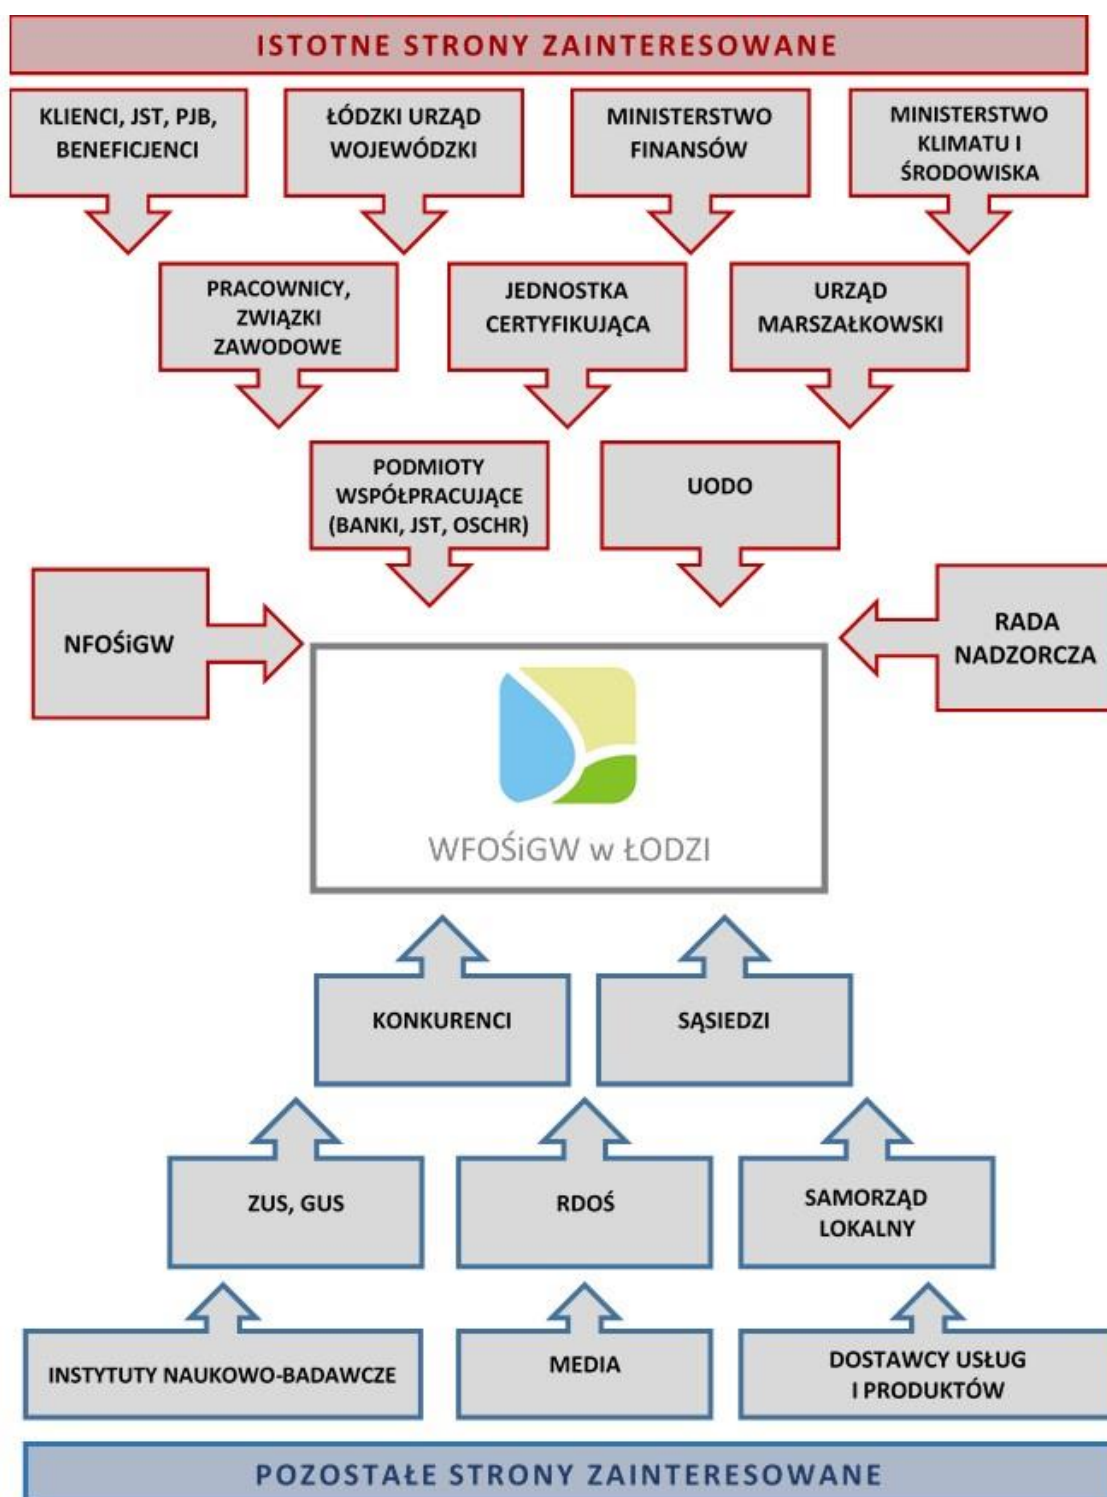 ISTOTNE STRONY ZAINTERESOWANE
KLIENCI, JST, PJB,
BENEFICJENCI
ŁÓDZKI URZĄD
WOJEWÓDZKI
MINISTERSTWO
FINANSÓW
MINISTERSTWO
KLIMATU I
ŚRODOWISKA
PRACOWNICY,
ZWIĄZKI
ZAWODOWE
JEDNOSTKA
CERTYFIKUJĄCA
URZĄD
MARSZAŁKOWSKI
PODMIOTY
WSPÓŁPRACUJĄCE
(BANKI, JST, OSCHR)
UODO
NFOŚiGW
RADA
NADZORCZA
WFOŚiGW w ŁODZI
KONKURENCI
SĄSIEDZI
ZUS, GUS
RDOŚ
SAMORZĄD
LOKALNY
INSTYTUTY NAUKOWO-BADAWCZE
MEDIA
DOSTAWCY USŁUG
I PRODUKTÓW
POZOSTAŁE STRONY ZAINTERESOWANE